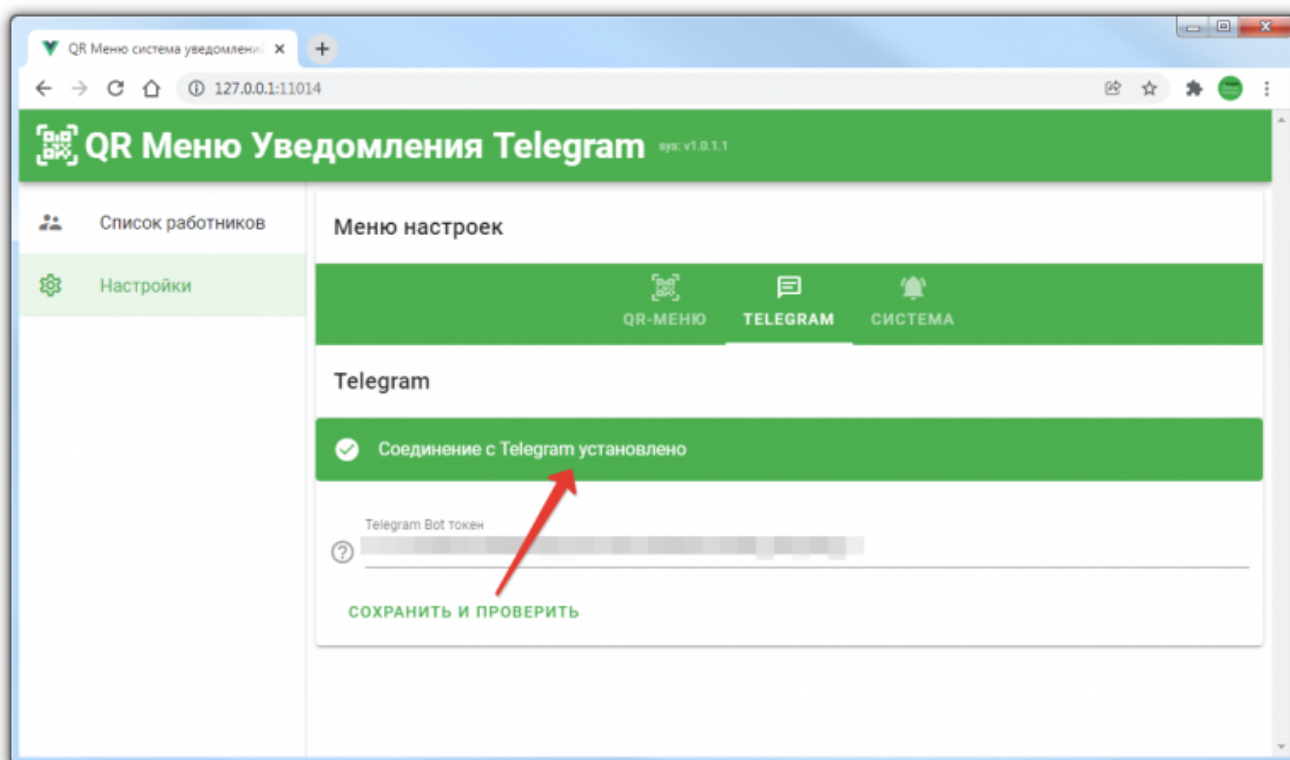 QR Меню система уведомлений
127.0.0.1:11014
QR Меню Уведомления Telegram sys: v1.0.1.1
Список работников
Настройки
Меню настроек
QR-МЕНЮ TELEGRAM СИСТЕМА
Telegram
Соединение с Telegram установлено
Telegram Bot токен
СОХРАНИТЬ И ПРОВЕРИТЬ